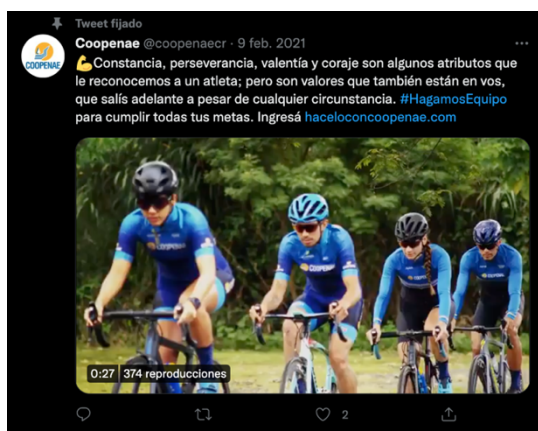 Tweet fijado
Coopenae @coopenaecr · 9 feb. 2021
💪Constancia, perseverancia, valentía y coraje son algunos atributos que
le reconocemos a un atleta; pero son valores que también están en vos,
que salís adelante a pesar de cualquier circunstancia. #HagamosEquipo
para cumplir todas tus metas. Ingresá haceloconcoopenae.com
COOPENAE
COOPENAE
COOPENAE
0:27 374 reproducciones
2